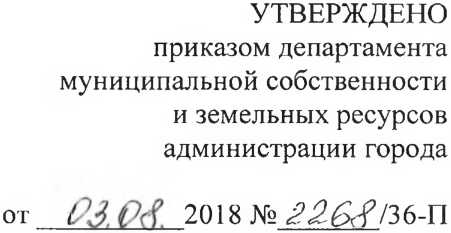 УТВЕРЖДЕНО
приказом департамента
муниципальной собственности
и земельных ресурсов
администрации города
от 03.08. 2018 № 2268/36-П